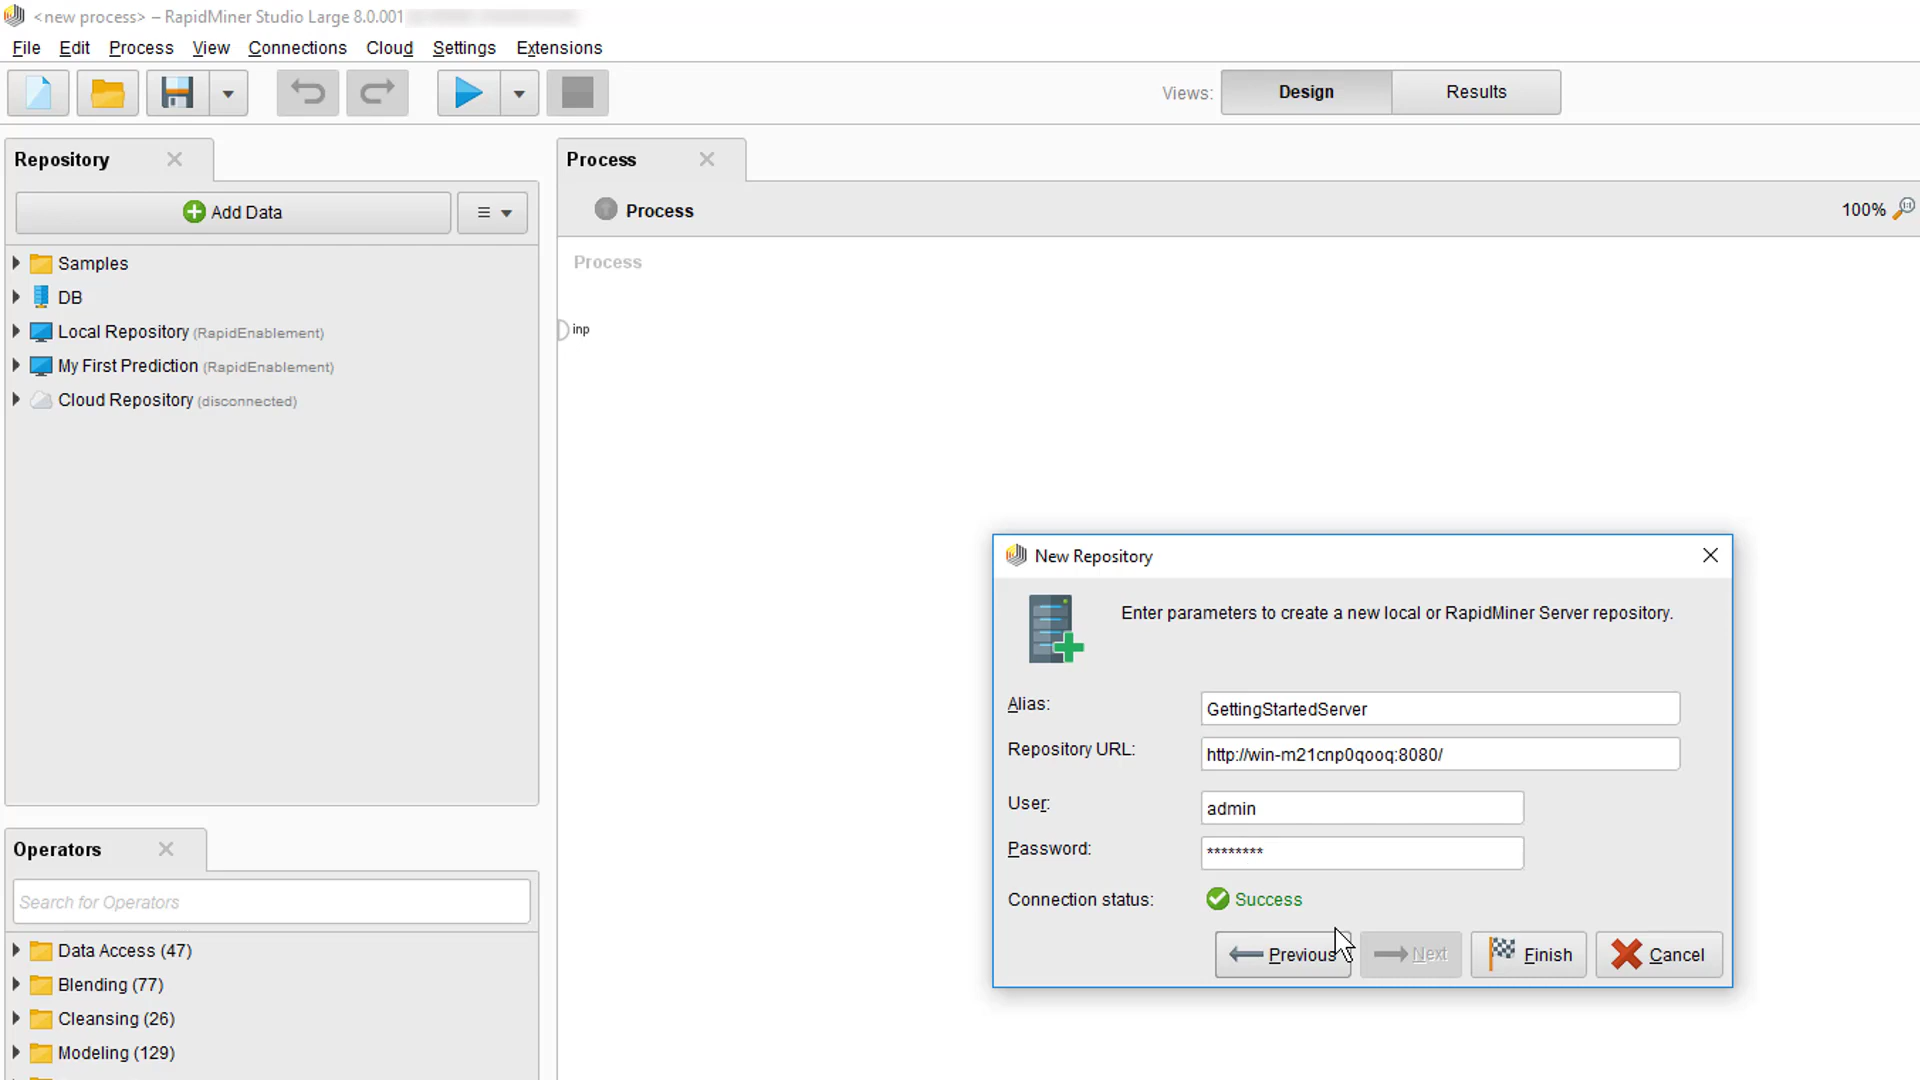 <new process> – RapidMiner Studio Large 8.0.001
File Edit Process View Connections Cloud Settings Extensions
Views: Design Results
Repository
Add Data
Samples
DB
Local Repository (RapidEnablement)
My First Prediction (RapidEnablement)
Cloud Repository (disconnected)
Operators
Search for Operators
Data Access (47)
Blending (77)
Cleansing (26)
Modeling (129)
Process
Process
100%
Process
inp
New Repository
Enter parameters to create a new local or RapidMiner Server repository.
Alias: GettingStartedServer
Repository URL: http://win-m21cnp0qooq:8080/
User: admin
Password: ********
Connection status: Success
Previous Next Finish Cancel